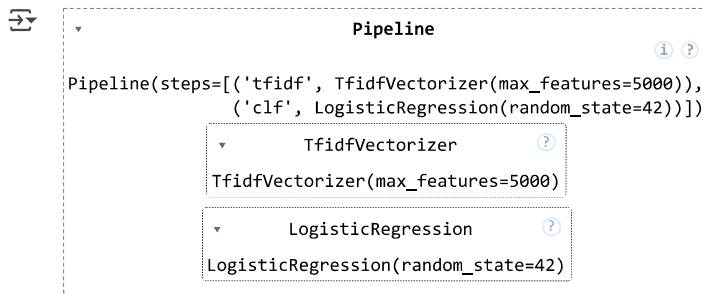 Pipeline
i ?
Pipeline(steps=[('tfidf', TfidfVectorizer(max_features=5000)),
('clf', LogisticRegression(random_state=42))])
TfidfVectorizer ?
TfidfVectorizer(max_features=5000)
LogisticRegression ?
LogisticRegression(random_state=42)